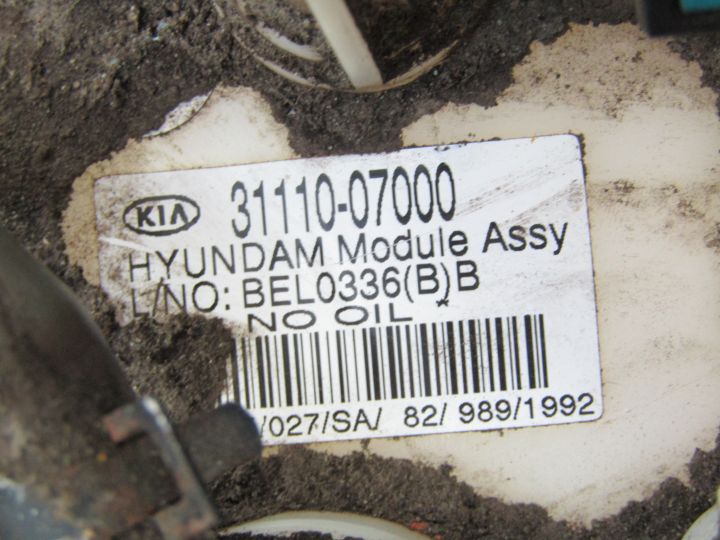 KIA 31110-07000
HYUNDAM Module Assy
L/NO: BEL0336(B)B
NO OIL *
/027/SA/ 82/ 989/1992